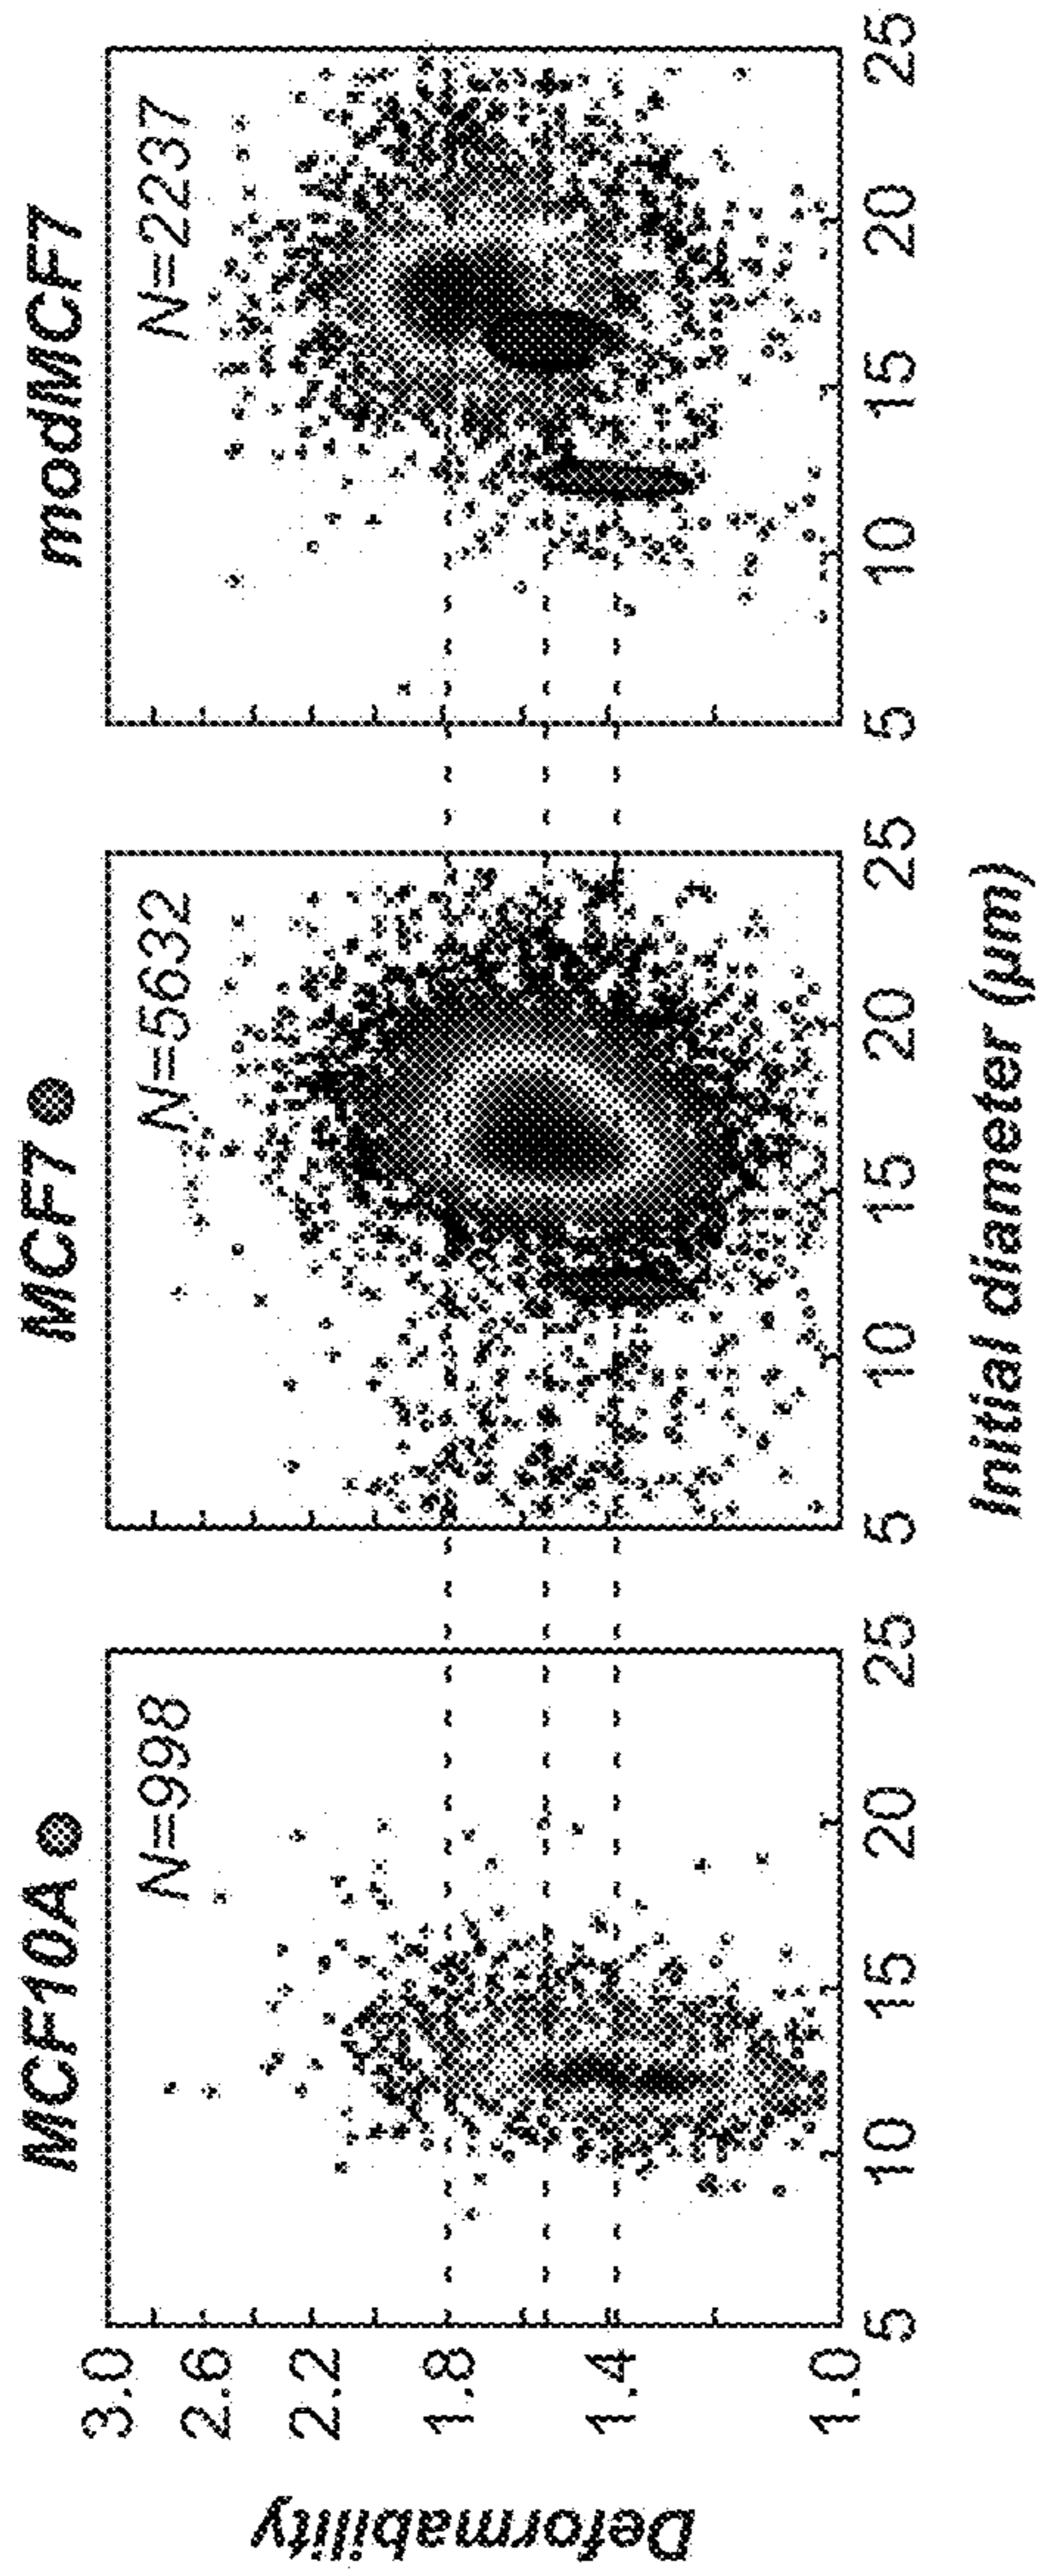 MCF10A
MCF7
modMCF7
N=998
N=5632
N=2237
Deformability
3.0
2.6
2.2
1.8
1.4
1.0
5 10 15 20 25
5 10 15 20 25
5 10 15 20 25
Initial diameter (µm)